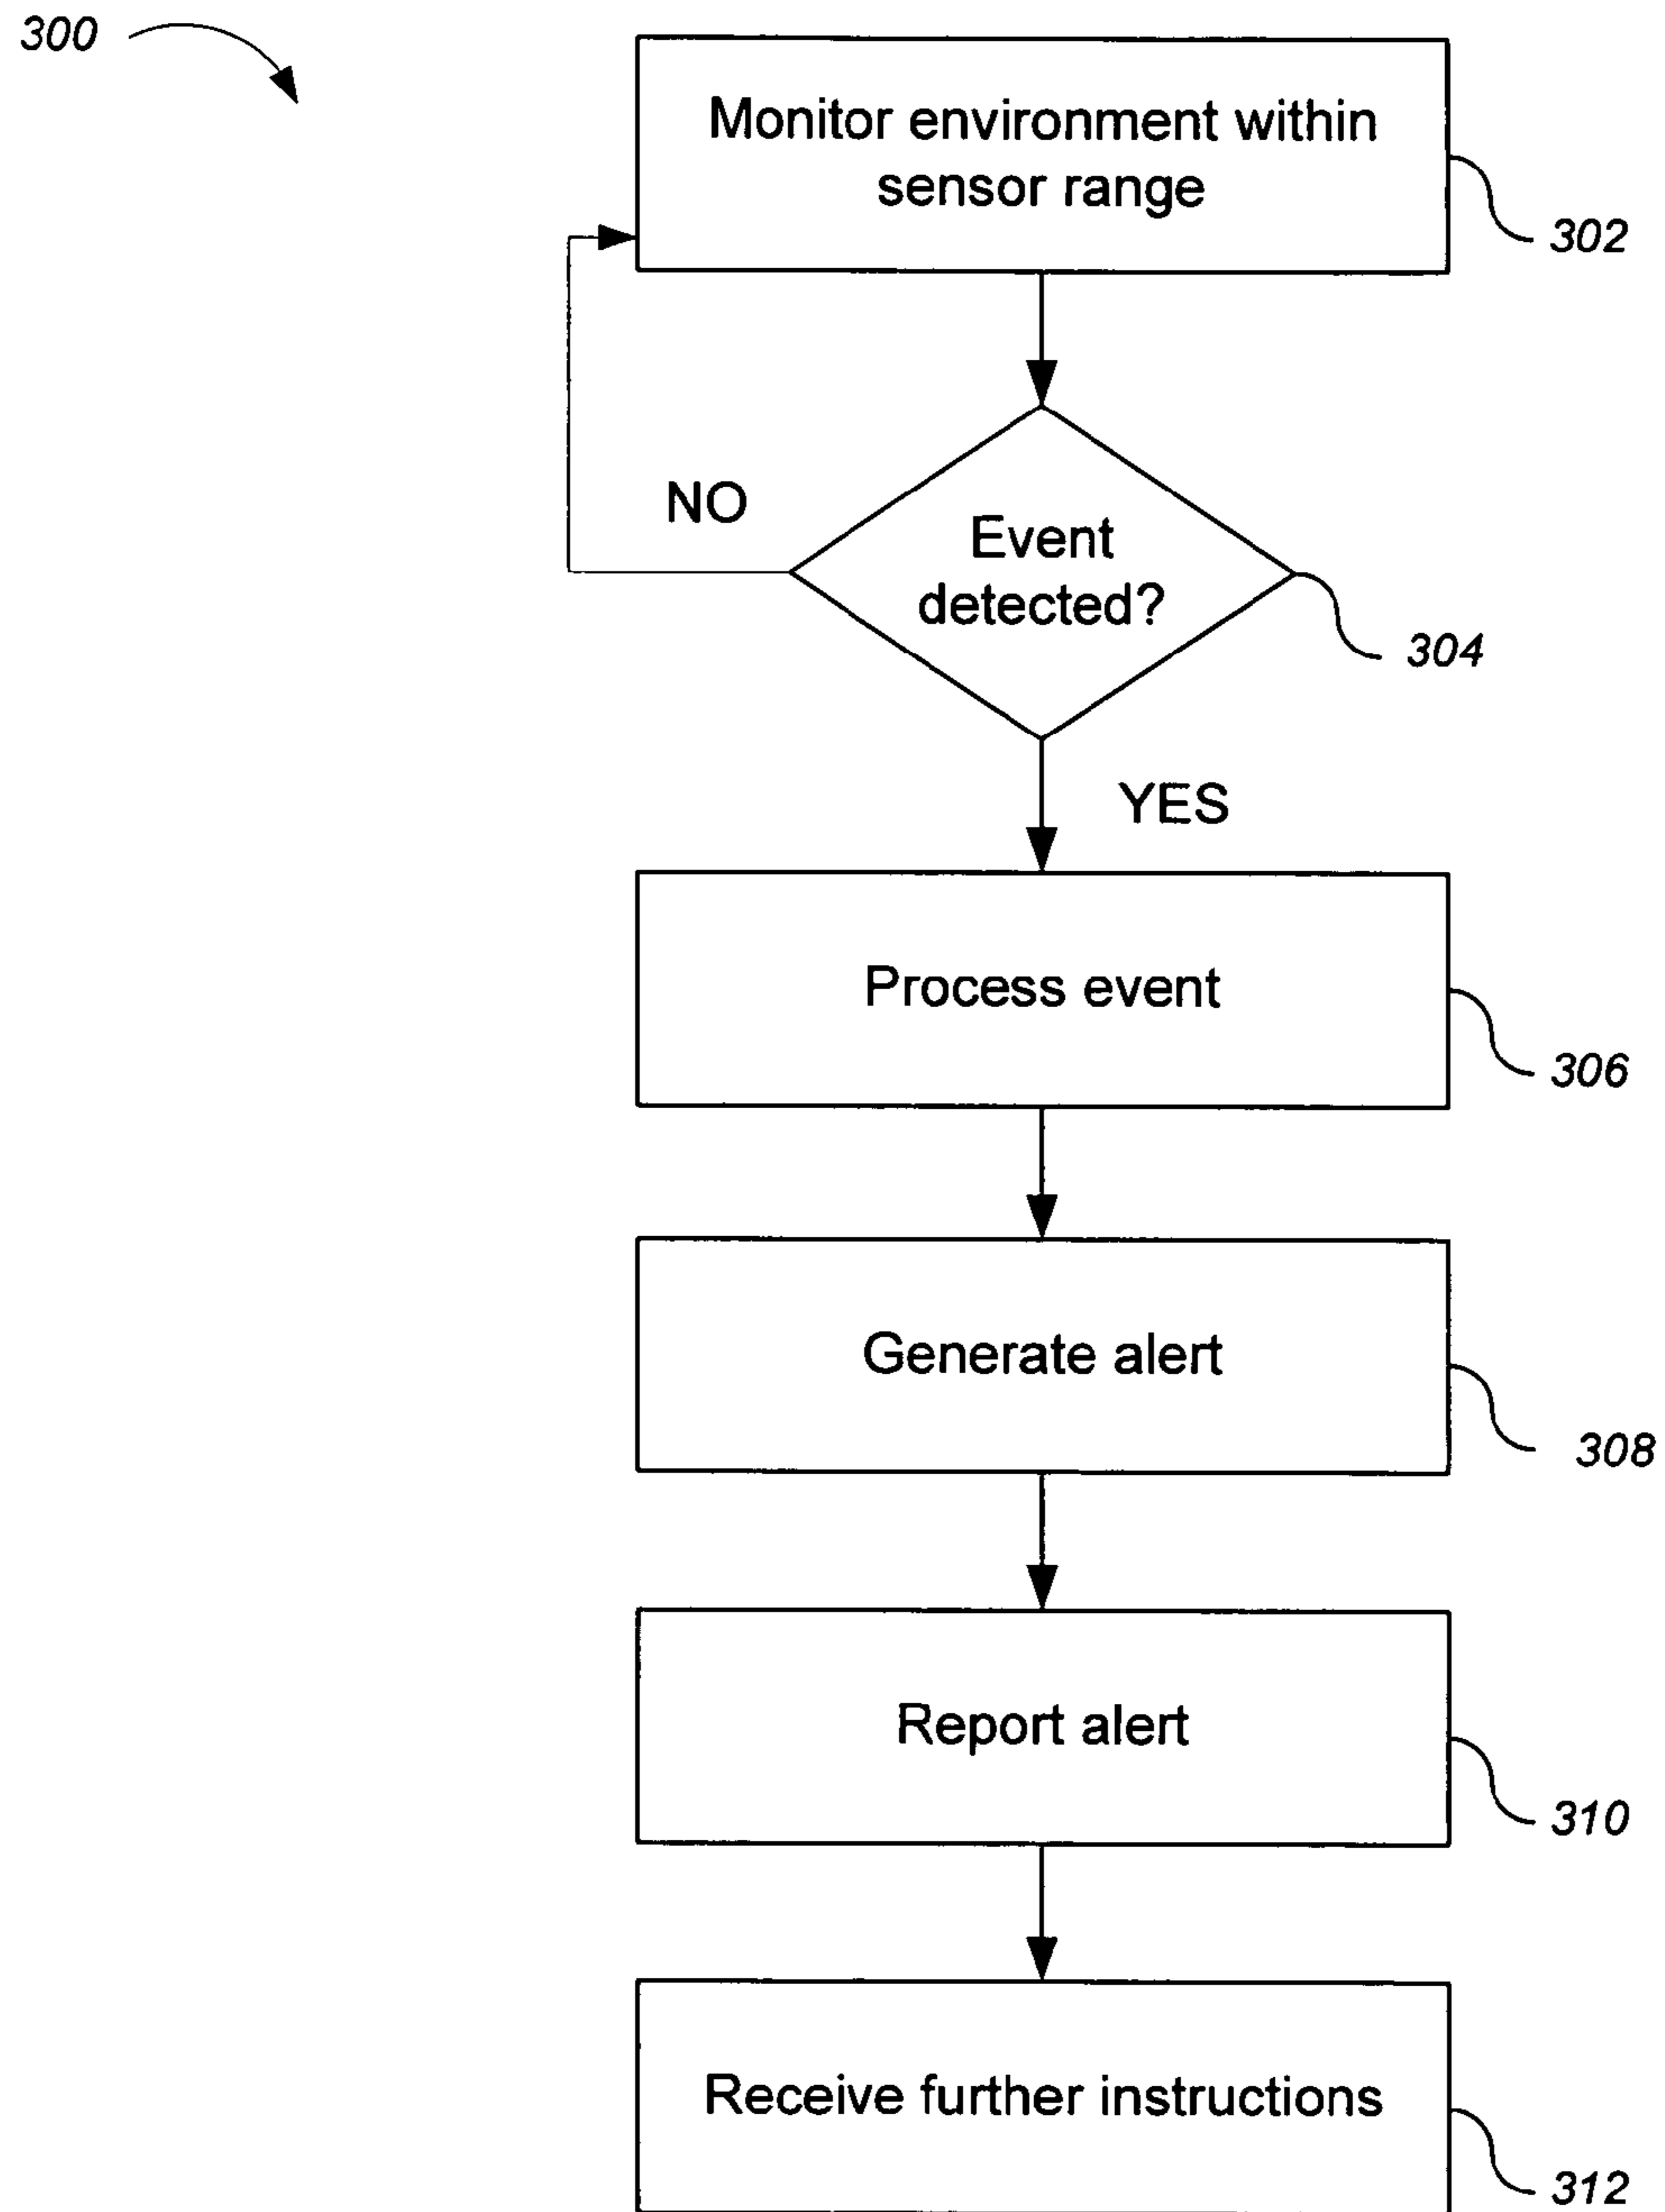 300
Monitor environment within
sensor range
302
NO
Event
detected?
304
YES
Process event
306
Generate alert
308
Report alert
310
Receive further instructions
312